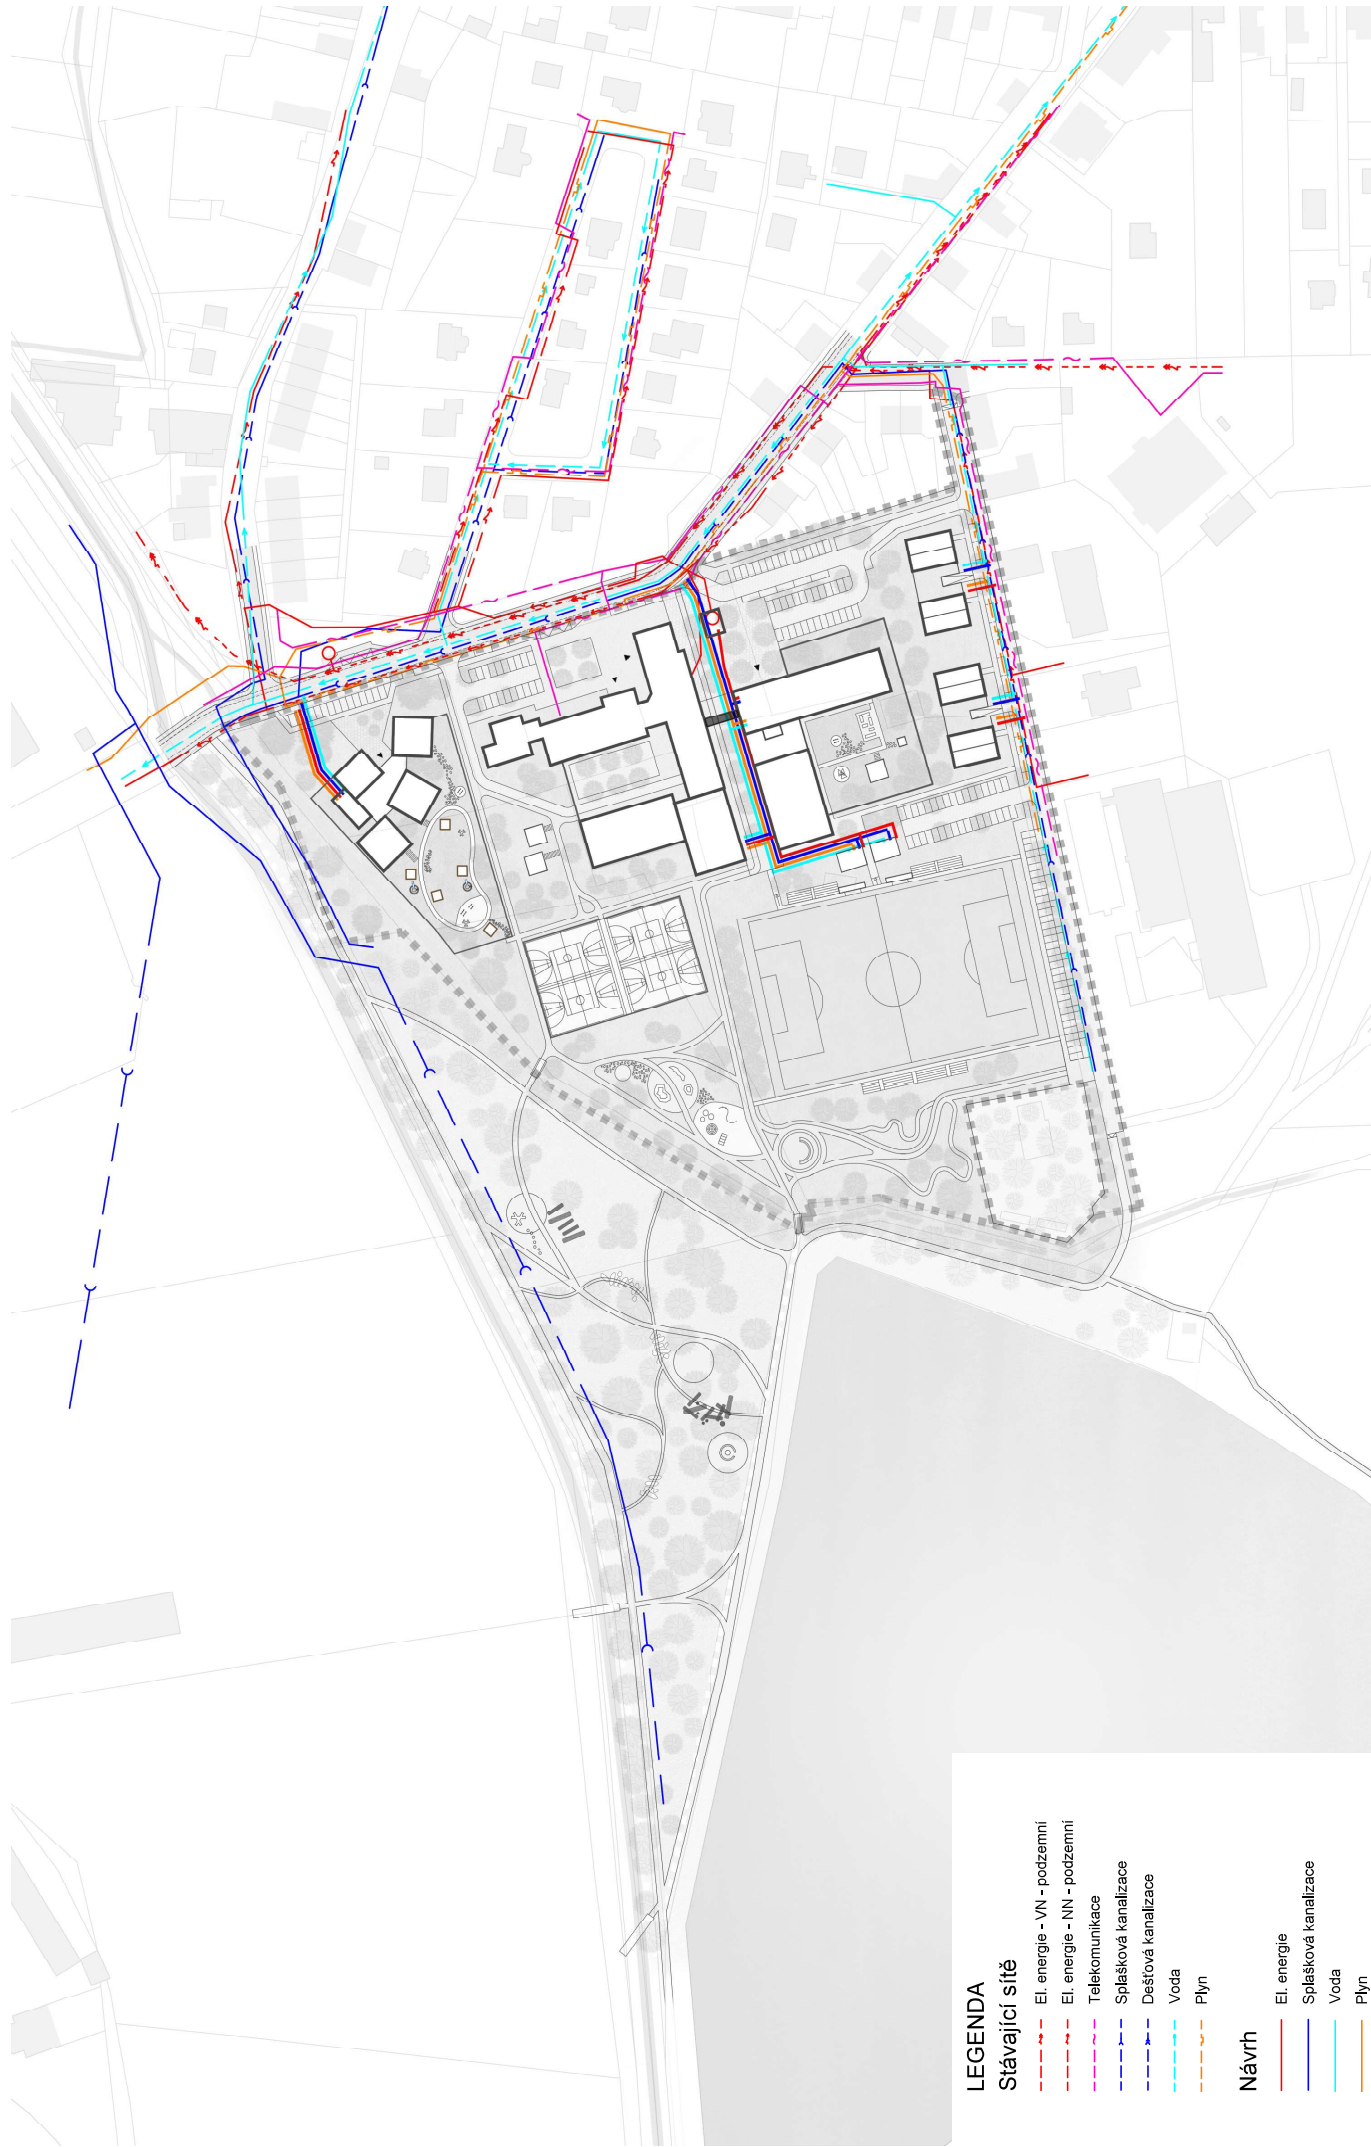 LEGENDA
Stávající sítě
El. energie - VN - podzemní
El. energie - NN - podzemní
Telekomunikace
Splašková kanalizace
Dešťová kanalizace
Voda
Plyn
Návrh
El. energie
Splašková kanalizace
Voda
Plyn